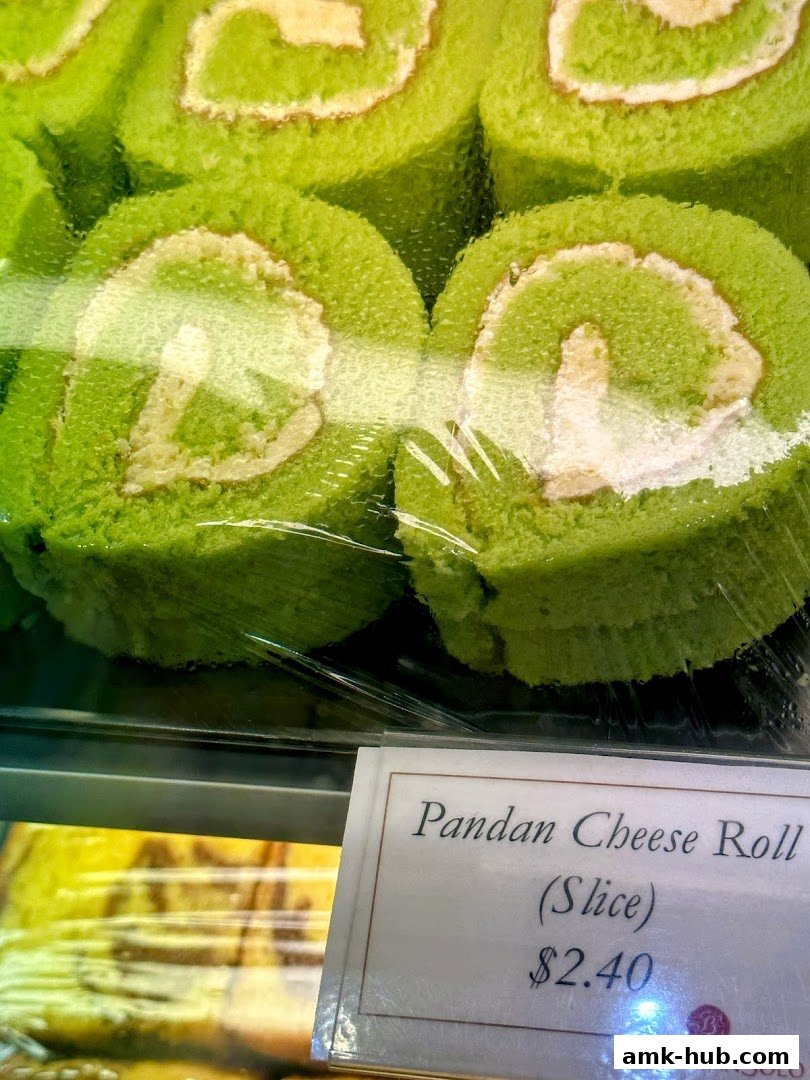 Pandan Cheese Roll
(Slice)
$2.40
amk-hub.com